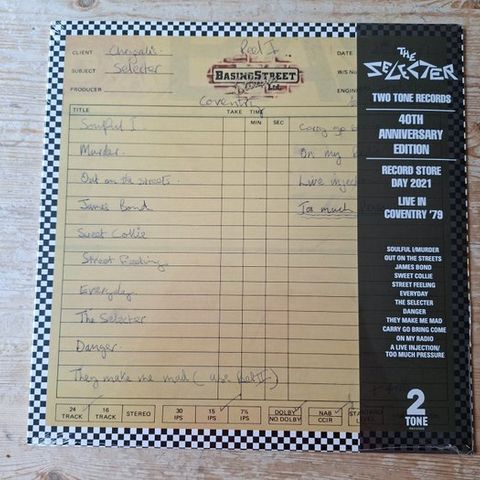 CLIENT Chrysalis. Reel I DATE
SUBJECT Selecter BASING STREET W/S N
PRODUCER Ltd. ENGINE
Coventry
TITLE TAKE TIME
MIN SEC
Soulful I Carry go b
Murder. On my
Out on the streets. Live inject
James Bond Too much
Sweet Collie
Street Feeling
Everyday.
The Selecter
Danger
They make me mad (
24 TRACK 16 TRACK STEREO 30 IPS 15 IPS 7½ IPS DOLBY NO DOLBY NAB CCIR
THE
SELECTER
TWO TONE RECORDS
40TH
ANNIVERSARY
EDITION
RECORD STORE
DAY 2021
LIVE IN
COVENTRY '79
SOULFUL I/MURDER
OUT ON THE STREETS
JAMES BOND
SWEET COLLIE
STREET FEELING
EVERYDAY
THE SELECTER
DANGER
THEY MAKE ME MAD
CARRY GO BRING COME
ON MY RADIO
A LIVE INJECTION/
TOO MUCH PRESSURE
2
TONE